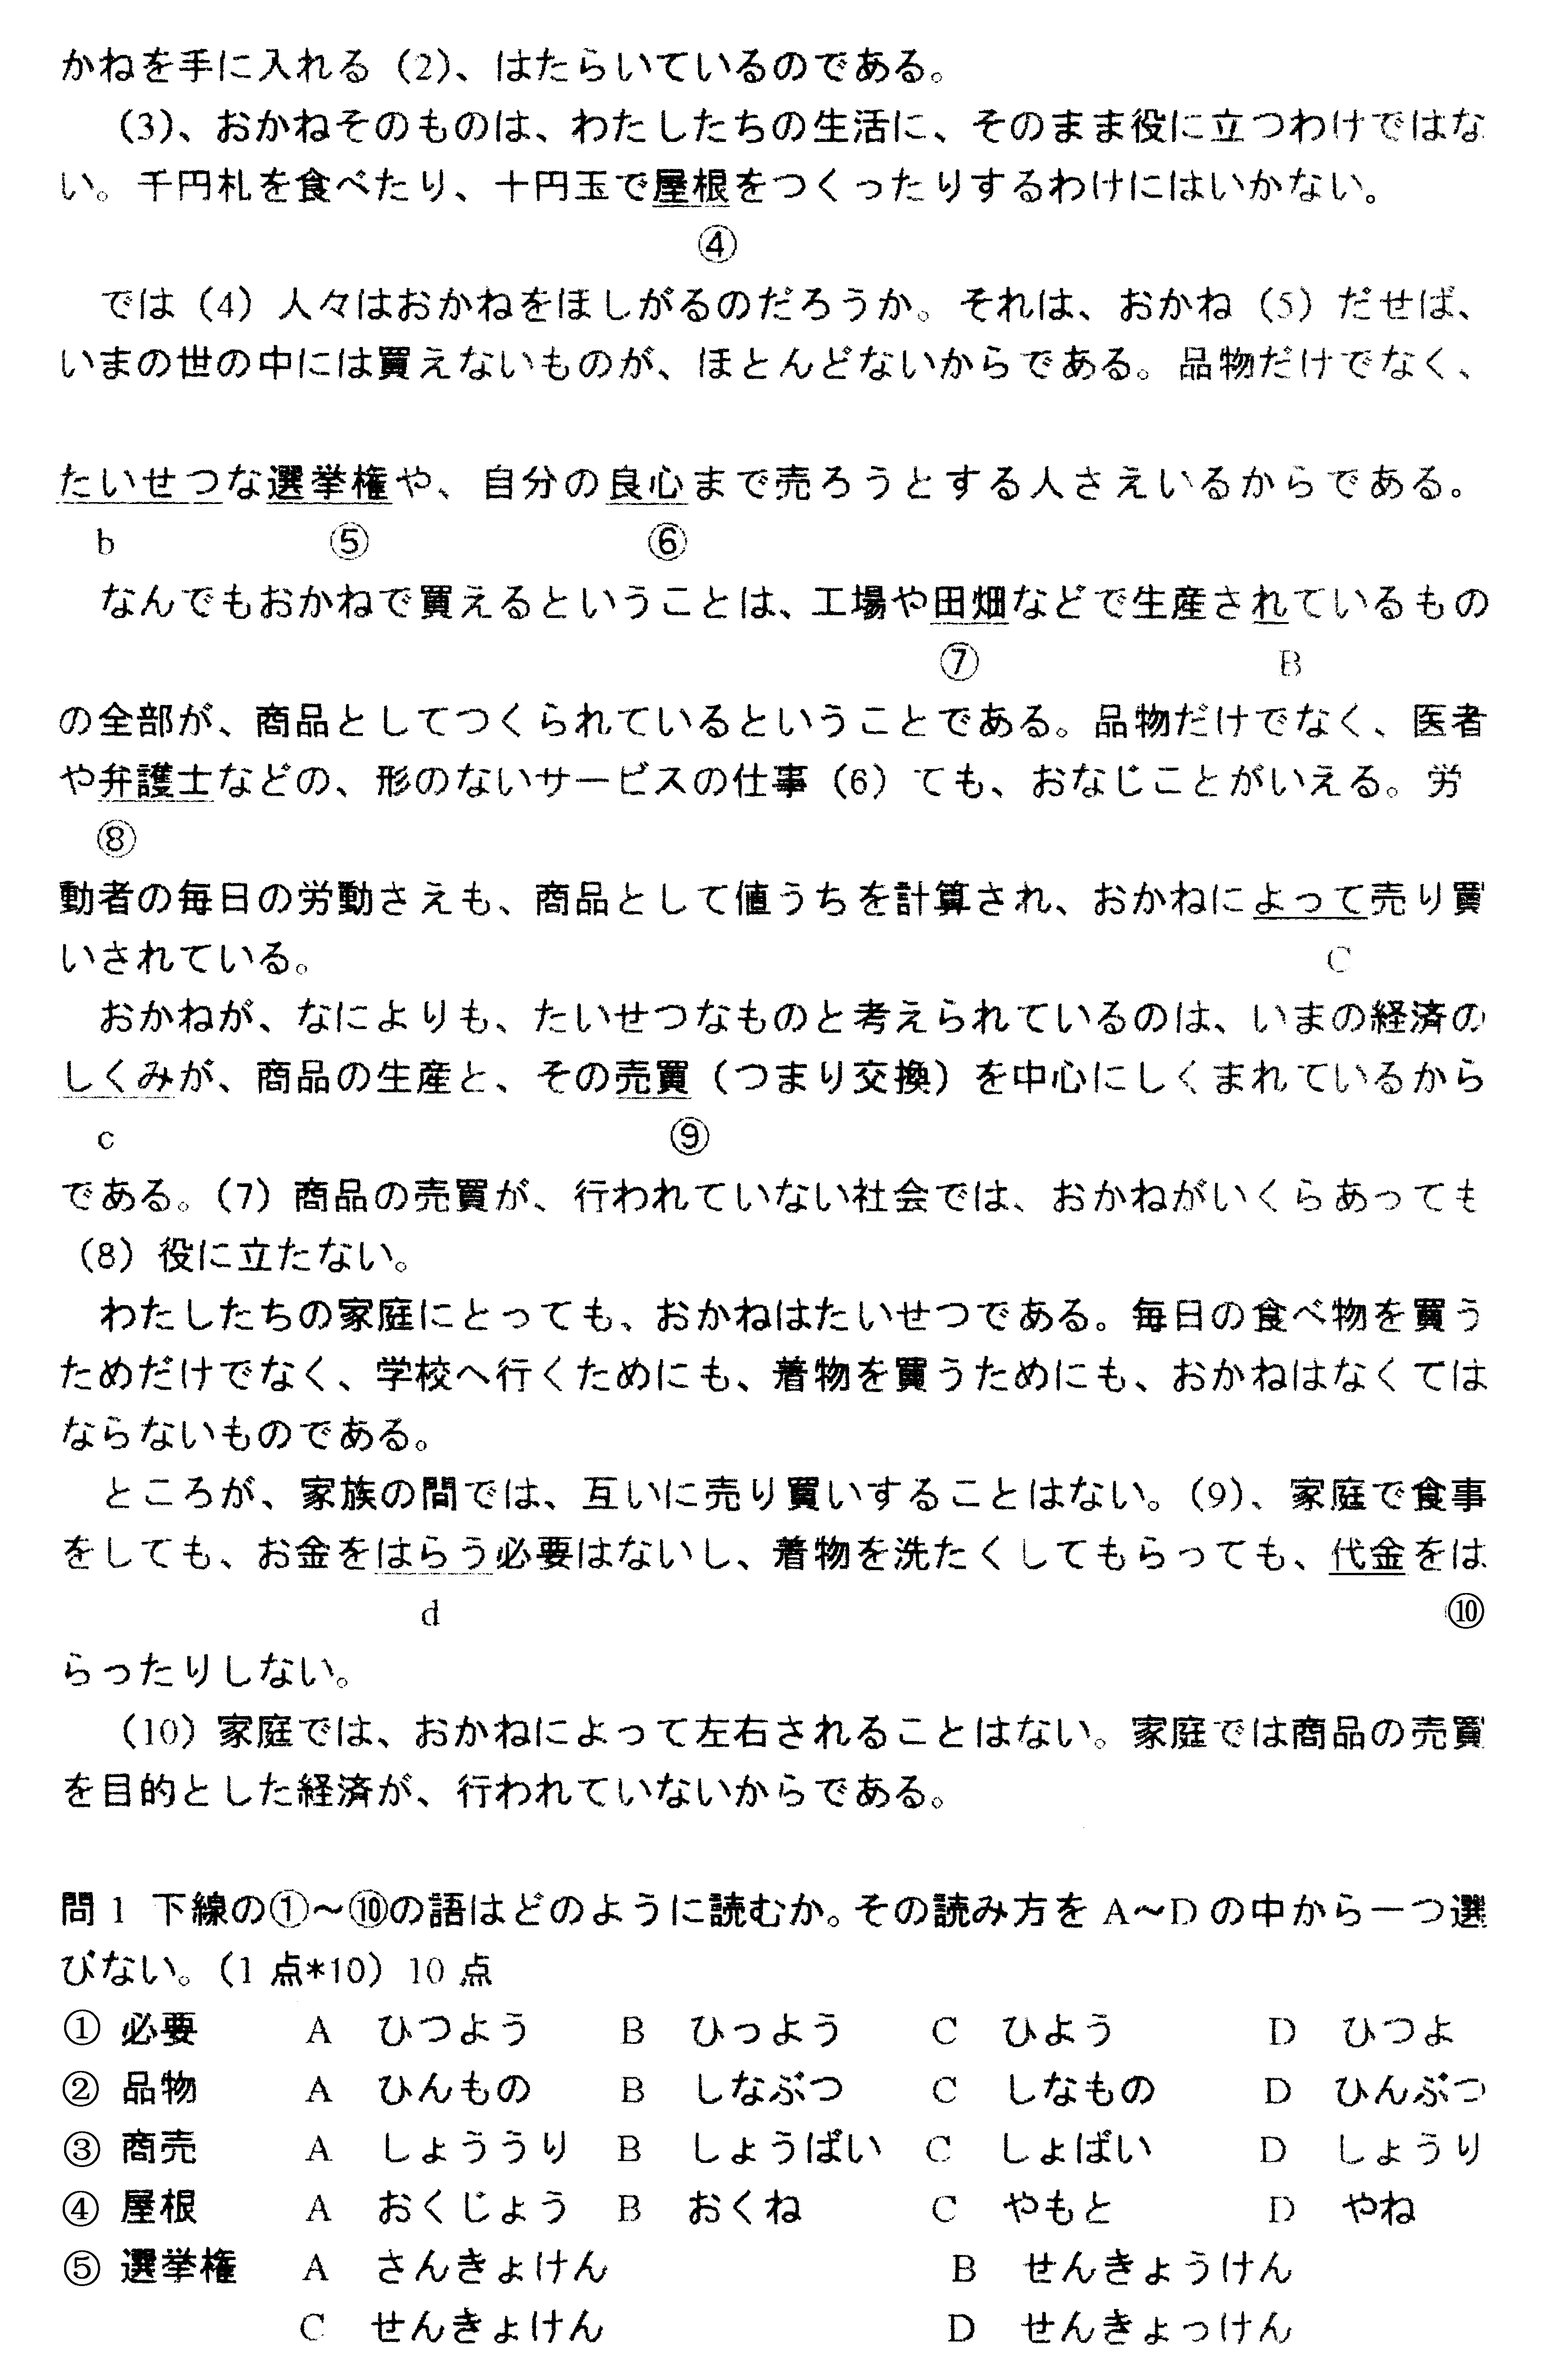 かねを手に入れる（2）、はたらいているのである。
（3）、おかねそのものは、わたしたちの生活に、そのまま役に立つわけではな
い。千円札を食べたり、十円玉で屋根をつくったりするわけにはいかない。
④
では（4）人々はおかねをほしがるのだろうか。それは、おかね（5）だせば、
いまの世の中には買えないものが、ほとんどないからである。品物だけでなく、
たいせつな選挙権や、自分の良心まで売ろうとする人さえいるからである。
b ⑤ ⑥
なんでもおかねで買えるということは、工場や田畑などで生産されているもの
⑦ B
の全部が、商品としてつくられているということである。品物だけでなく、医者
や弁護士などの、形のないサービスの仕事（6）ても、おなじことがいえる。労
⑧
動者の毎日の労働さえも、商品として値うちを計算され、おかねによって売り買
いされている。 C
おかねが、なによりも、たいせつなものと考えられているのは、いまの経済の
しくみが、商品の生産と、その売買（つまり交換）を中心にしくまれているから
c ⑨
である。（7）商品の売買が、行われていない社会では、おかねがいくらあっても
（8）役に立たない。
わたしたちの家庭にとっても、おかねはたいせつである。毎日の食べ物を買う
ためだけでなく、学校へ行くためにも、着物を買うためにも、おかねはなくては
ならないものである。
ところが、家族の間では、互いに売り買いすることはない。（9）、家庭で食事
をしても、お金をはらう必要はないし、着物を洗たくしてもらっても、代金をは
d ⑩
らったりしない。
（10）家庭では、おかねによって左右されることはない。家庭では商品の売買
を目的とした経済が、行われていないからである。
問 1 下線の①～⑩の語はどのように読むか。その読み方を A～D の中から一つ選
びない。（1 点*10）10 点
① 必要 A ひつよう B ひっよう C ひよう D ひつよ
② 品物 A ひんもの B しなぶつ C しなもの D ひんぶつ
③ 商売 A しょううり B しょうばい C しょばい D しょうり
④ 屋根 A おくじょう B おくね C やもと D やね
⑤ 選挙権 A さんきょけん B せんきょうけん
C せんきょけん D せんきょっけん